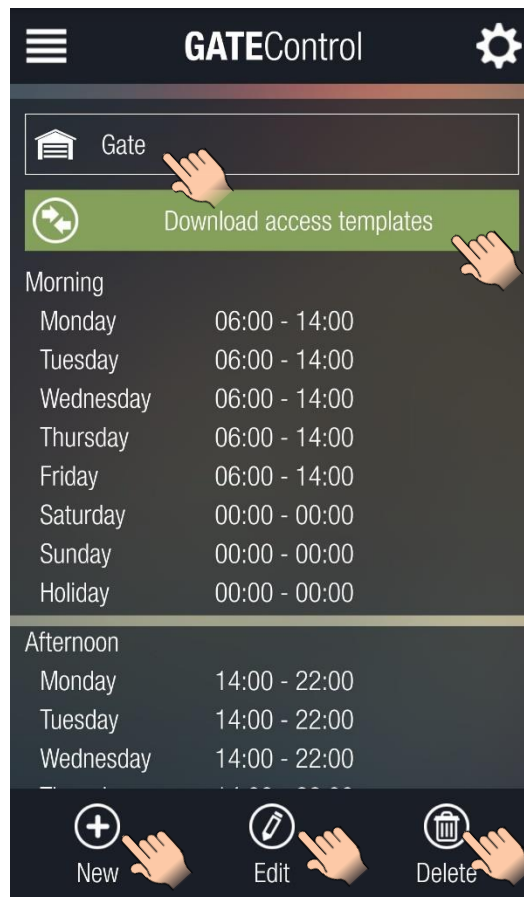 GATEControl
Gate
Download access templates
Morning
Monday 06:00 - 14:00
Tuesday 06:00 - 14:00
Wednesday 06:00 - 14:00
Thursday 06:00 - 14:00
Friday 06:00 - 14:00
Saturday 00:00 - 00:00
Sunday 00:00 - 00:00
Holiday 00:00 - 00:00
Afternoon
Monday 14:00 - 22:00
Tuesday 14:00 - 22:00
Wednesday 14:00 - 22:00
New Edit Delete